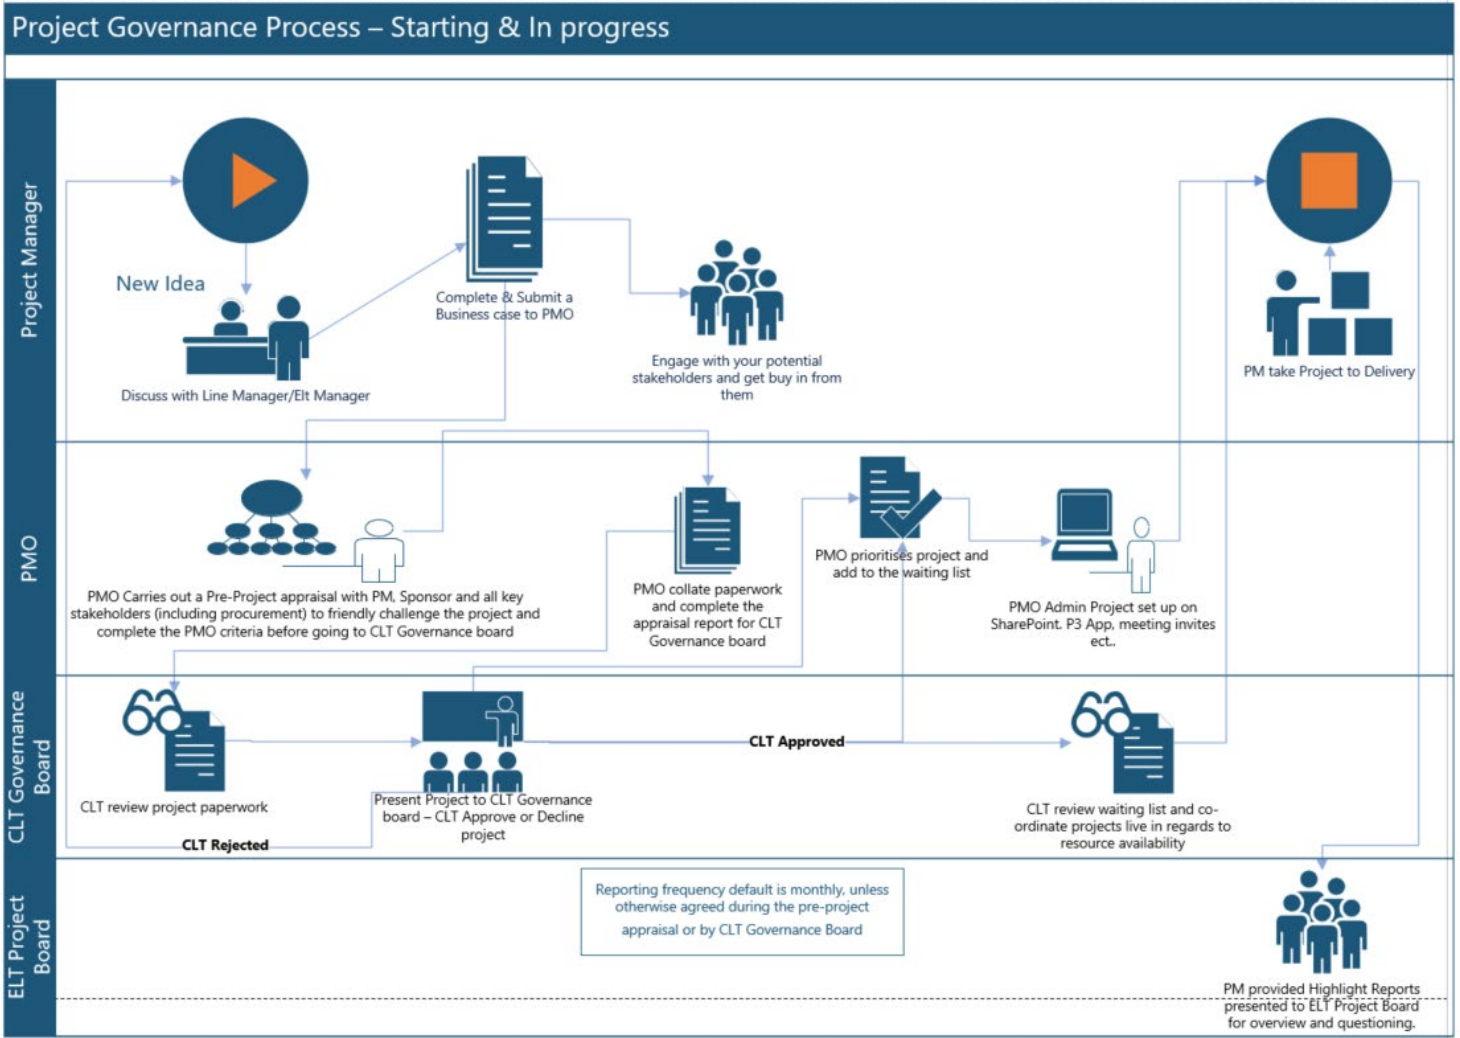 Project Governance Process – Starting & In progress
Project Manager
New Idea
Discuss with Line Manager/Elt Manager
Complete & Submit a
Business case to PMO
Engage with your potential
stakeholders and get buy in from
them
PM take Project to Delivery
PMO
PMO Carries out a Pre-Project appraisal with PM, Sponsor and all key
stakeholders (including procurement) to friendly challenge the project and
complete the PMO criteria before going to CLT Governance board
PMO collate paperwork
and complete the
appraisal report for CLT
Governance board
PMO prioritises project and
add to the waiting list
PMO Admin Project set up on
SharePoint. P3 App, meeting invites
ect..
CLT Governance
Board
CLT review project paperwork
CLT Rejected
Present Project to CLT Governance
board – CLT Approve or Decline
project
CLT Approved
CLT review waiting list and co-
ordinate projects live in regards to
resource availability
ELT Project
Board
Reporting frequency default is monthly, unless
otherwise agreed during the pre-project
appraisal or by CLT Governance Board
PM provided Highlight Reports
presented to ELT Project Board
for overview and questioning.